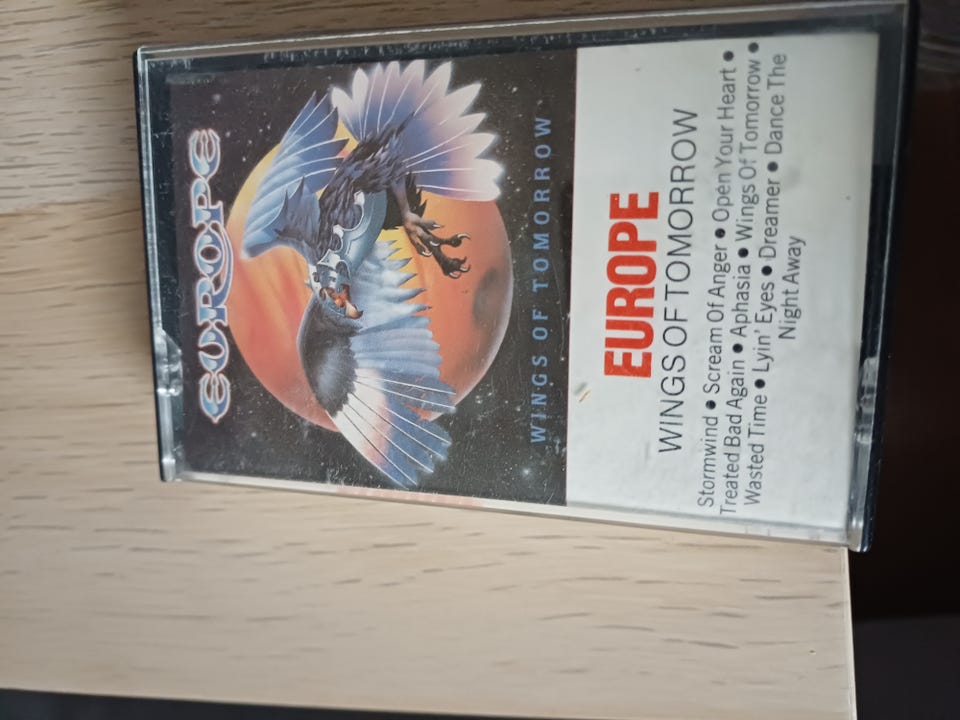 EUROPE
WINGS OF TOMORROW
EUROPE
WINGS OF TOMORROW
Stormwind • Scream Of Anger • Open Your Heart •
Treated Bad Again • Aphasia • Wings Of Tomorrow •
Wasted Time • Lyin' Eyes • Dreamer • Dance The
Night Away